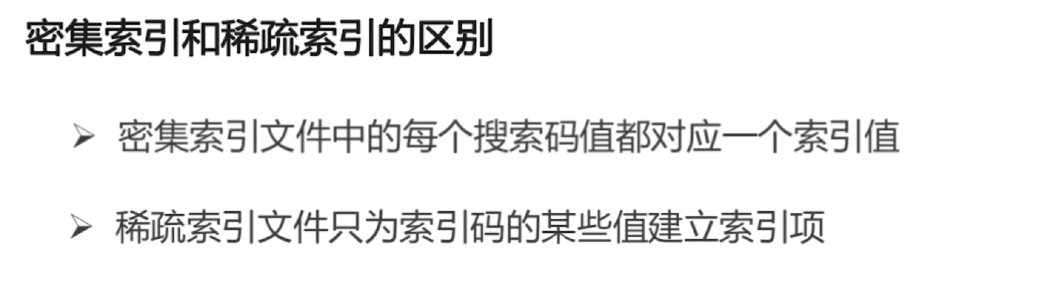 密集索引和稀疏索引的区别
➢ 密集索引文件中的每个搜索码值都对应一个索引值
➢ 稀疏索引文件只为索引码的某些值建立索引项